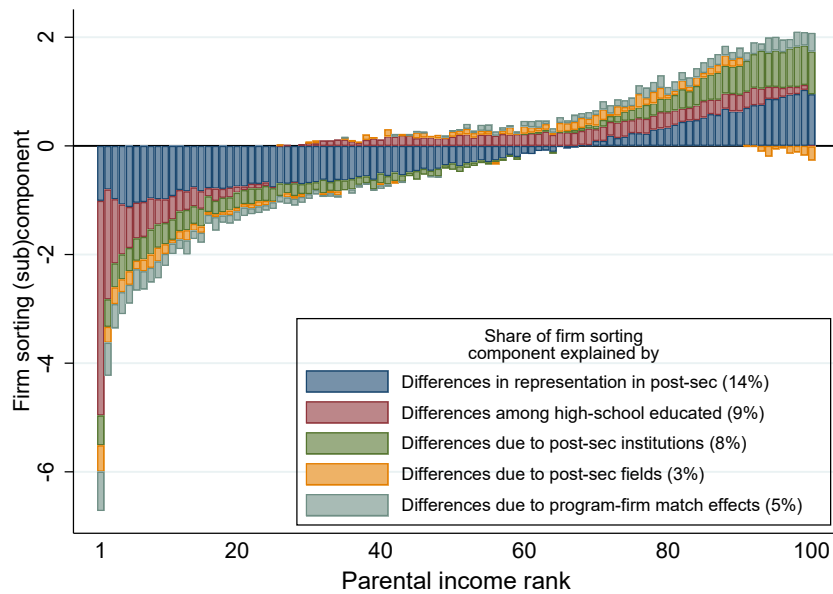 Firm sorting (sub)component
2
0
-2
-4
-6
Share of firm sorting
component explained by
Differences in representation in post-sec (14%)
Differences among high-school educated (9%)
Differences due to post-sec institutions (8%)
Differences due to post-sec fields (3%)
Differences due to program-firm match effects (5%)
1 20 40 60 80 100
Parental income rank